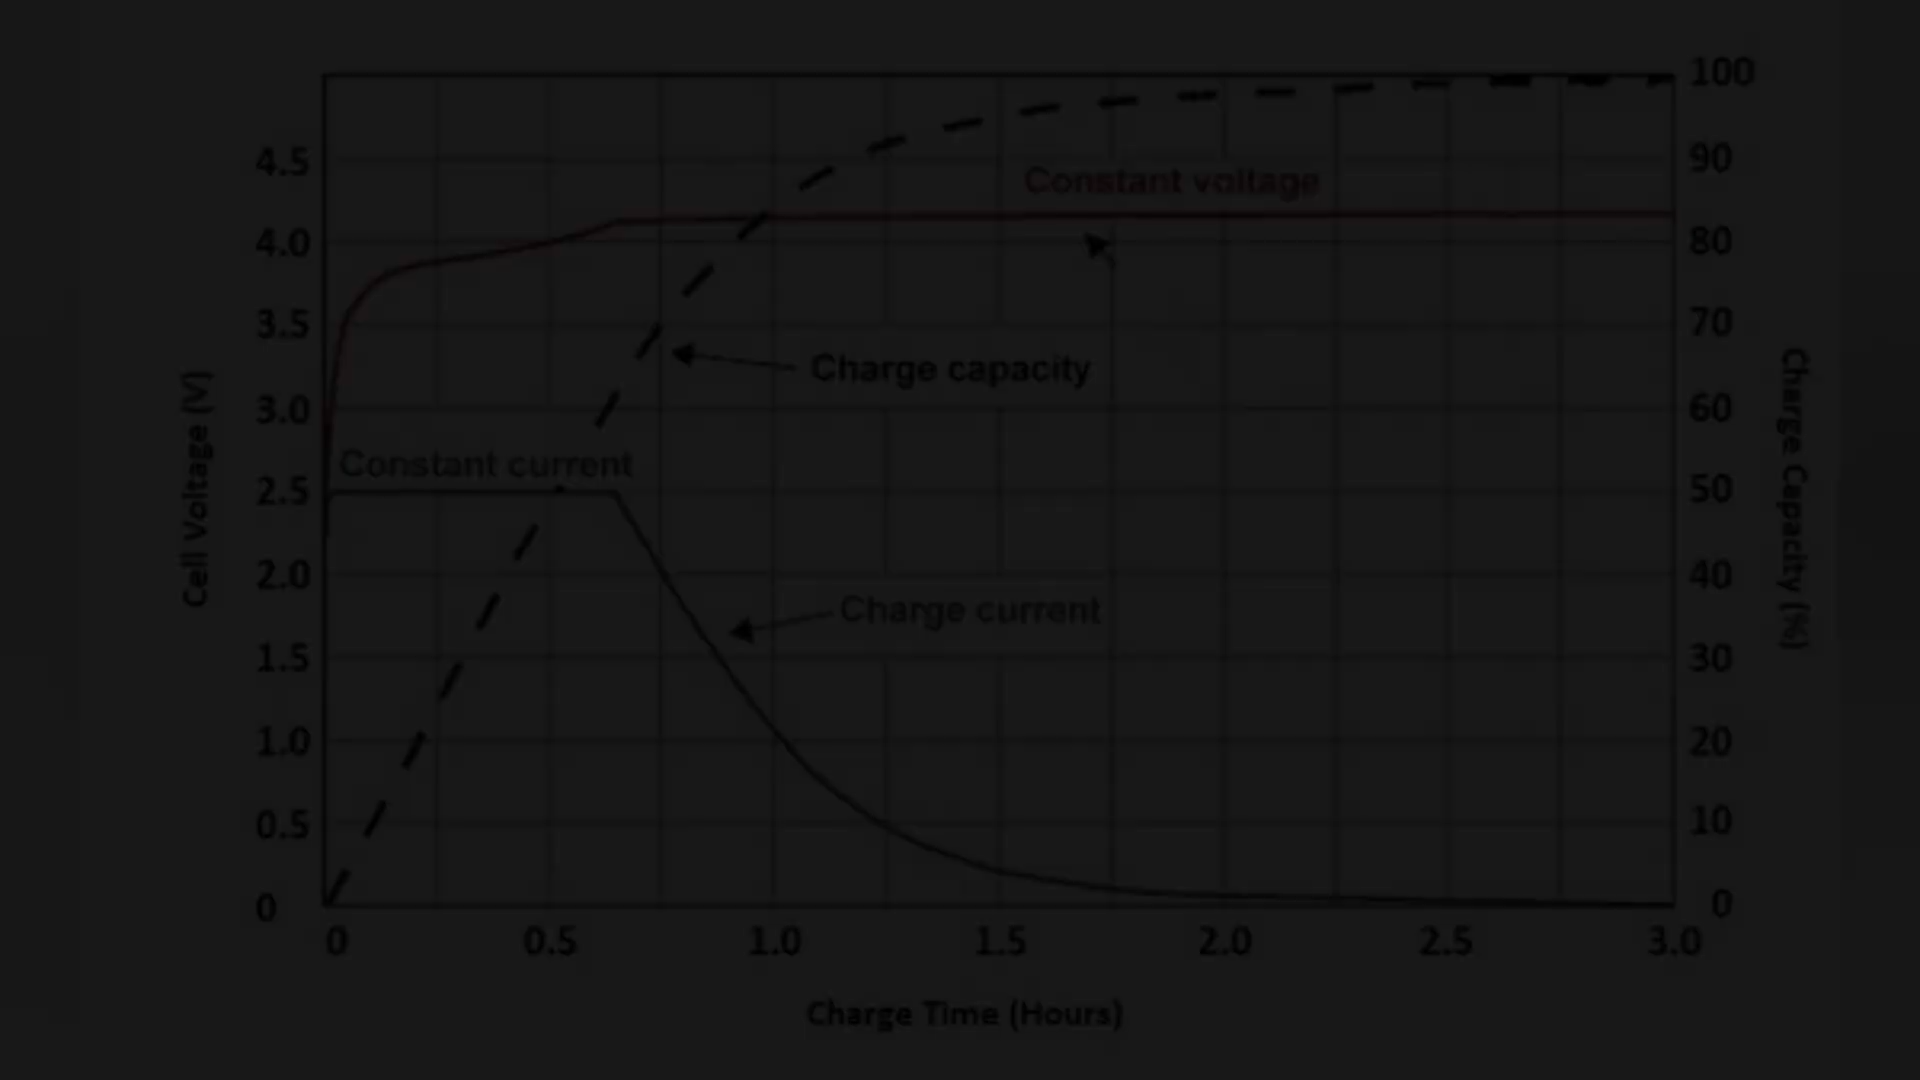 100
4.5
90
Constant voltage
4.0
80
3.5
70
Charge capacity
3.0
60
Constant current
2.5
50
Cell Voltage (V)
Charge Capacity (%)
2.0
40
Charge current
1.5
30
1.0
20
0.5
10
0
0
0 0.5 1.0 1.5 2.0 2.5 3.0
Charge Time (Hours)